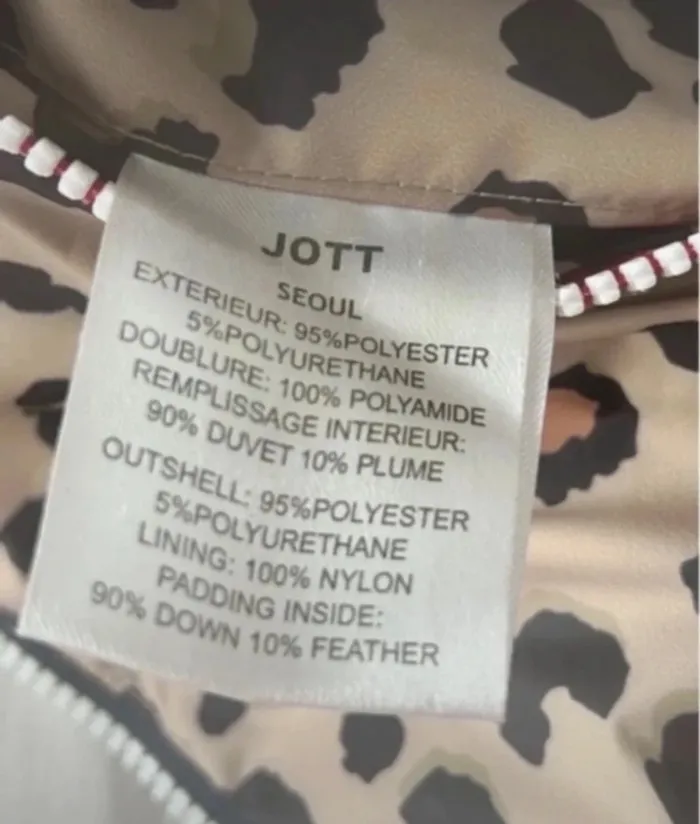 JOTT
SEOUL
EXTERIEUR: 95%POLYESTER
5%POLYURETHANE
DOUBLURE: 100% POLYAMIDE
REMPLISSAGE INTERIEUR:
90% DUVET 10% PLUME
OUTSHELL: 95%POLYESTER
5%POLYURETHANE
LINING: 100% NYLON
PADDING INSIDE:
90% DOWN 10% FEATHER